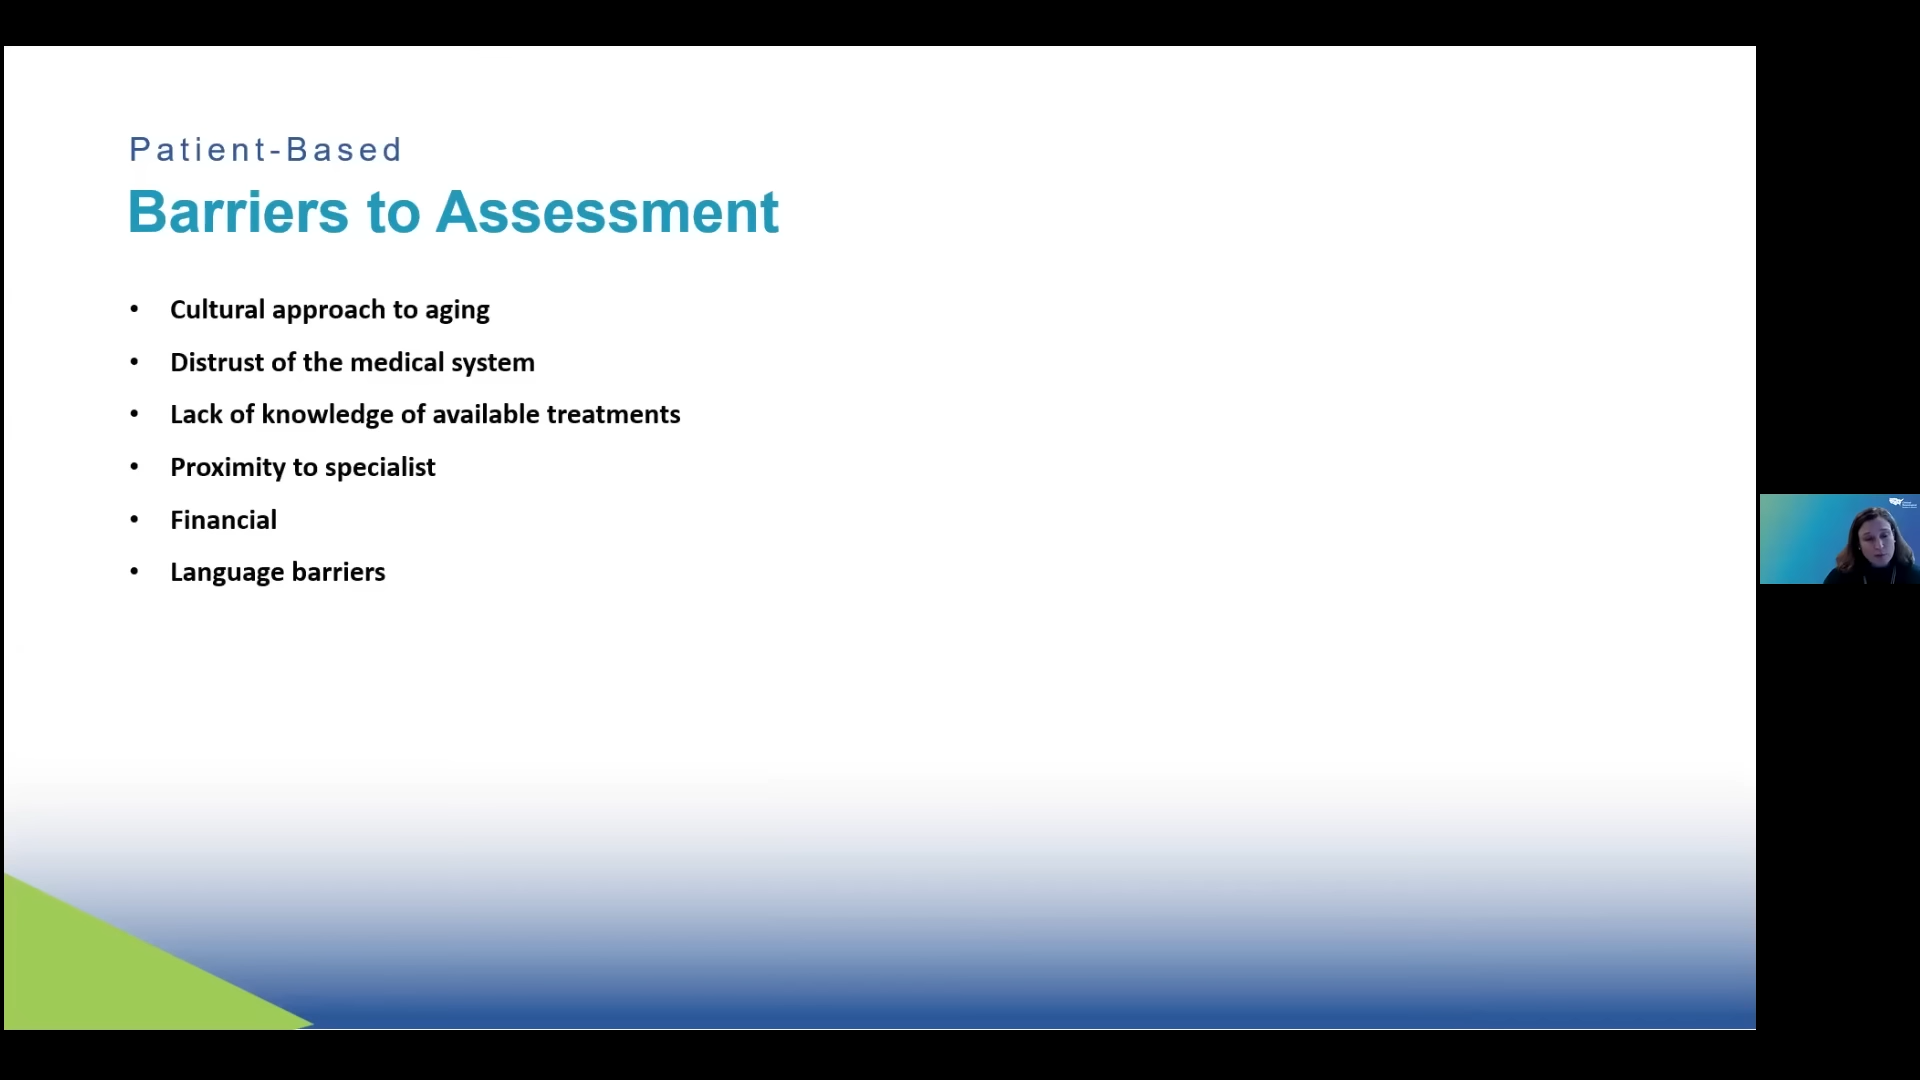 Patient-Based
Barriers to Assessment
• Cultural approach to aging
• Distrust of the medical system
• Lack of knowledge of available treatments
• Proximity to specialist
• Financial
• Language barriers